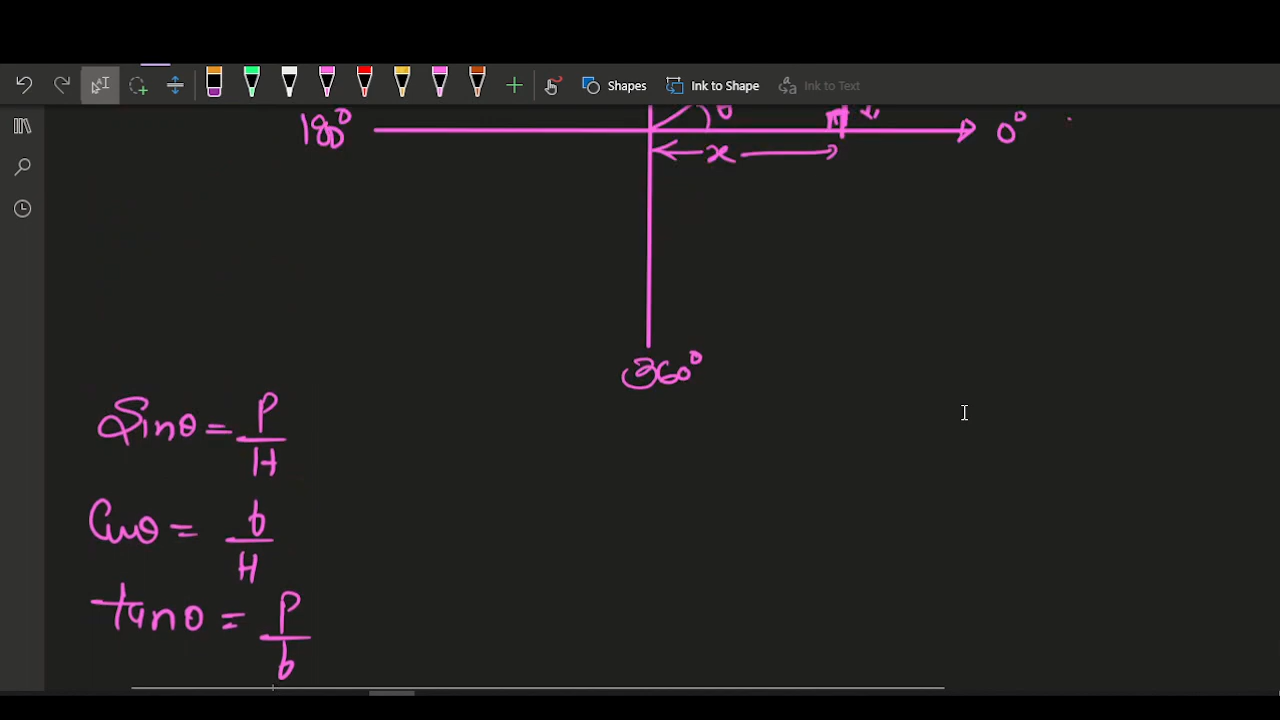 Shapes Ink to Shape Ink to Text
180° θ 0°
x
360°
Sinθ = P/H
Cosθ = b/H
tanθ = P/b